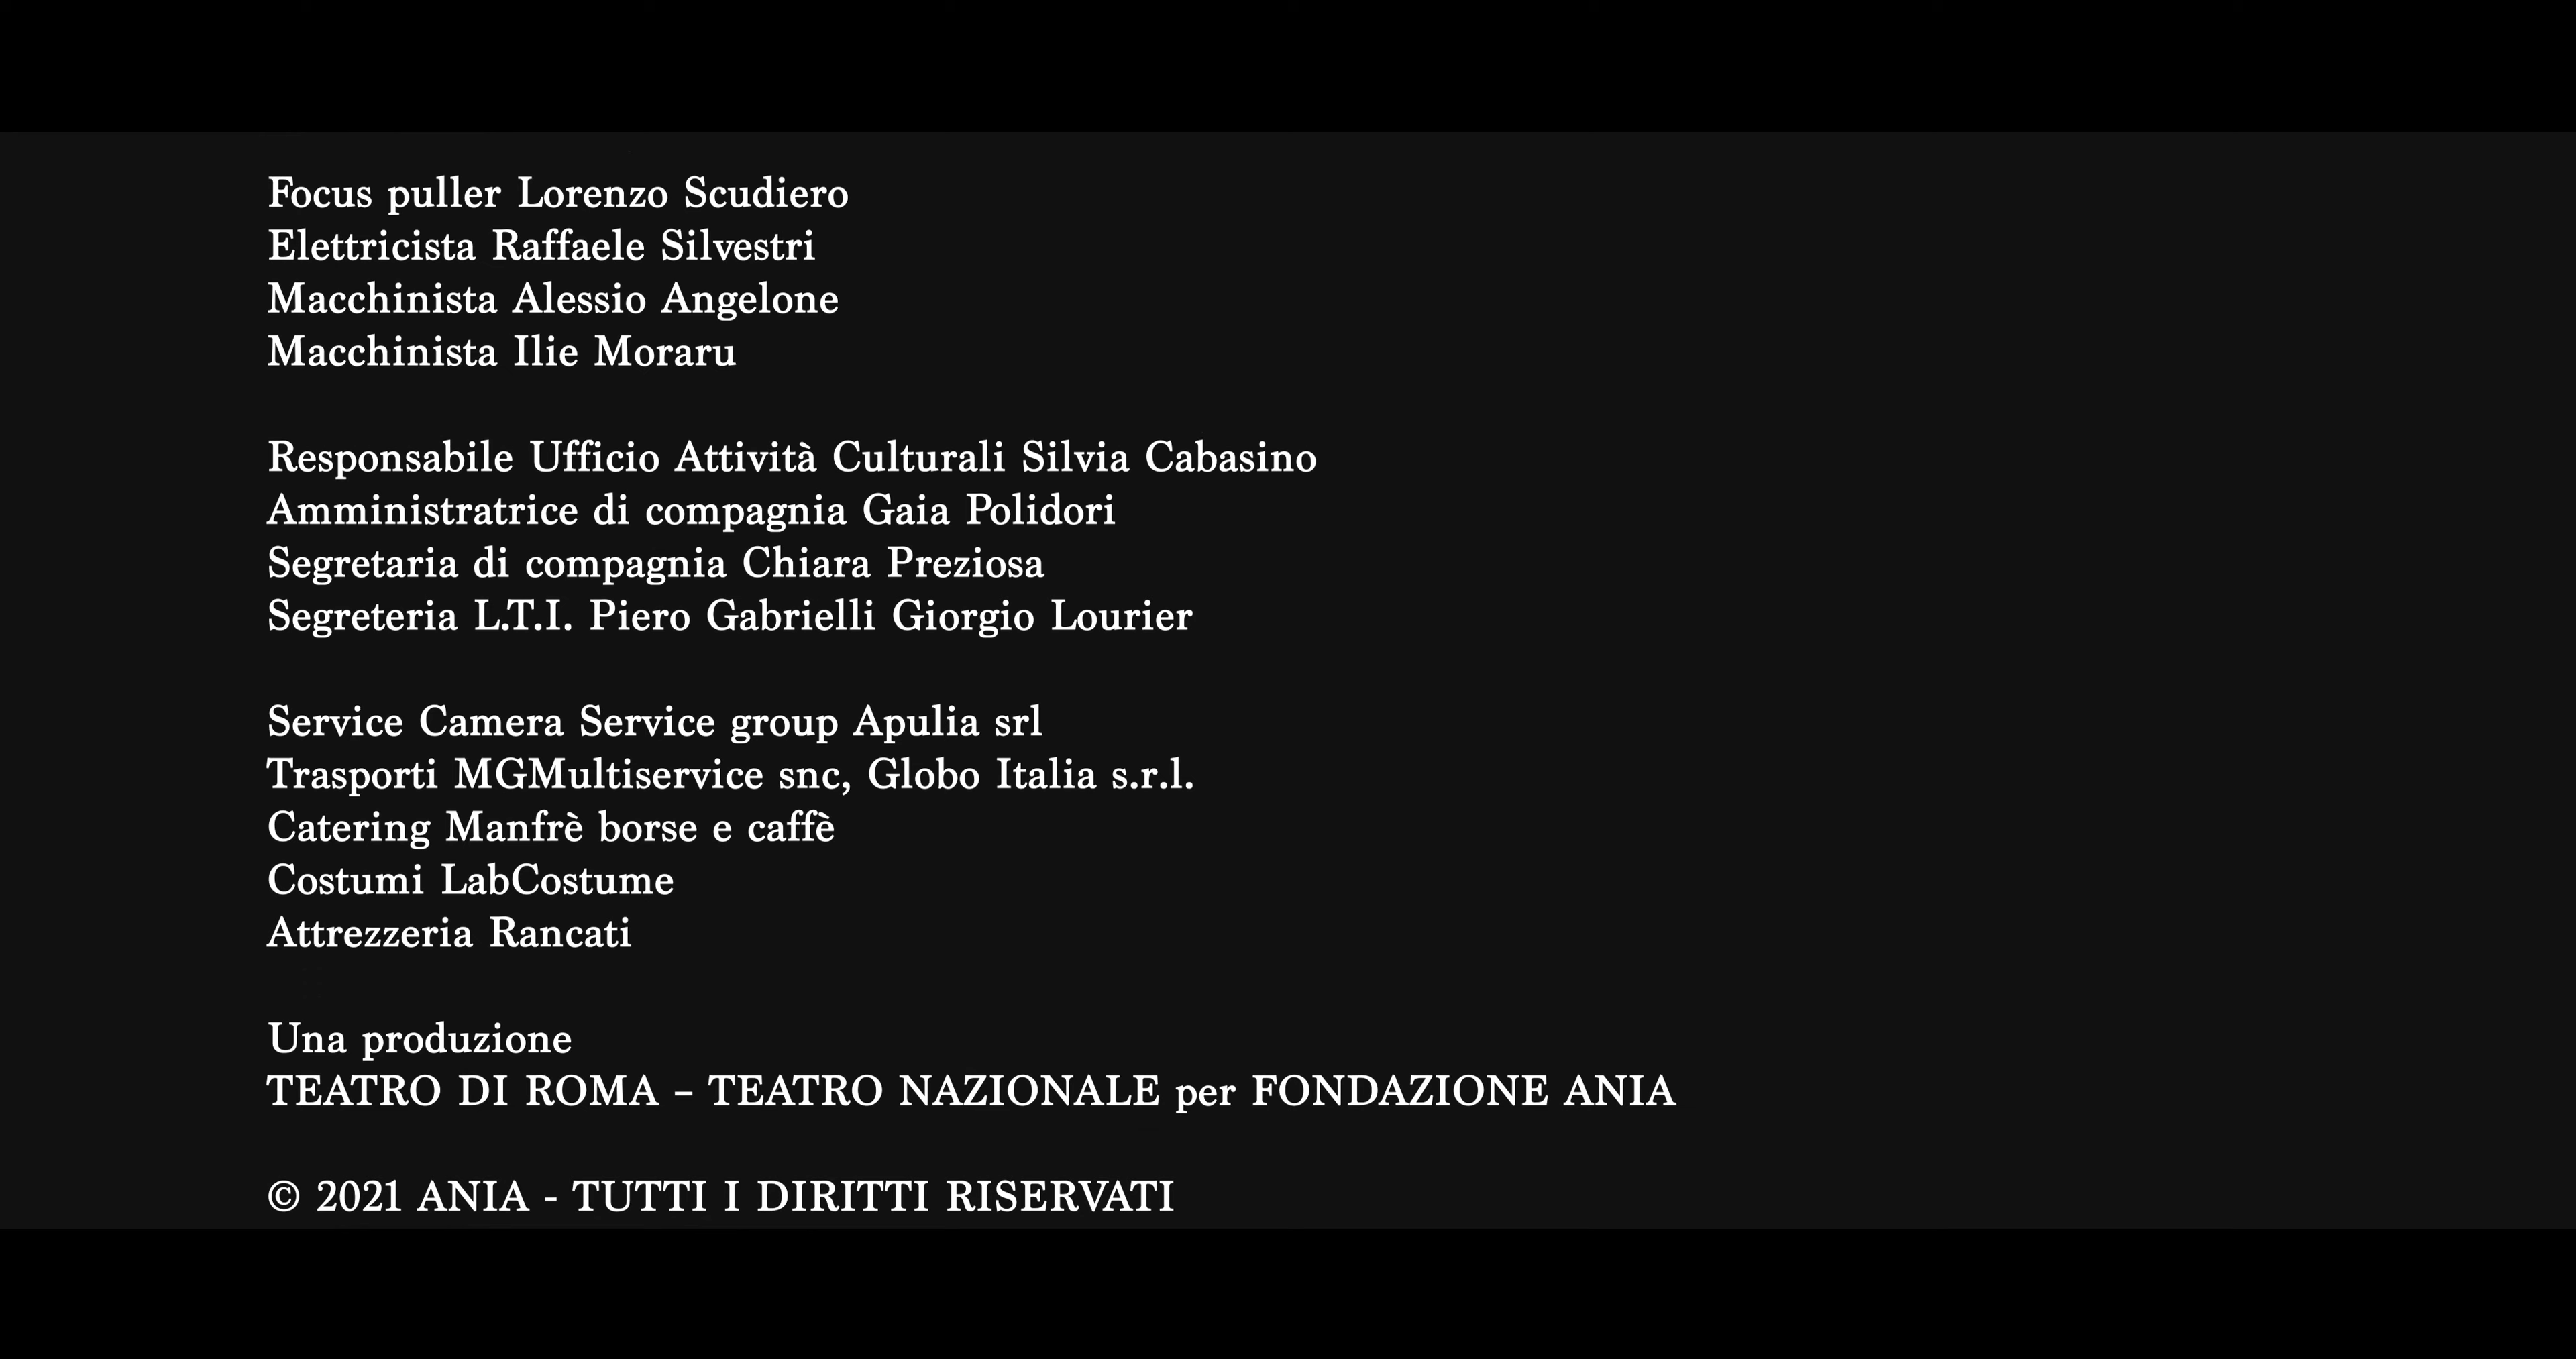 Focus puller Lorenzo Scudiero
Elettricista Raffaele Silvestri
Macchinista Alessio Angelone
Macchinista Ilie Moraru
Responsabile Ufficio Attività Culturali Silvia Cabasino
Amministratrice di compagnia Gaia Polidori
Segretaria di compagnia Chiara Preziosa
Segreteria L.T.I. Piero Gabrielli Giorgio Lourier
Service Camera Service group Apulia srl
Trasporti MGMultiservice snc, Globo Italia s.r.l.
Catering Manfrè borse e caffè
Costumi LabCostume
Attrezzeria Rancati
Una produzione
TEATRO DI ROMA – TEATRO NAZIONALE per FONDAZIONE ANIA
© 2021 ANIA - TUTTI I DIRITTI RISERVATI